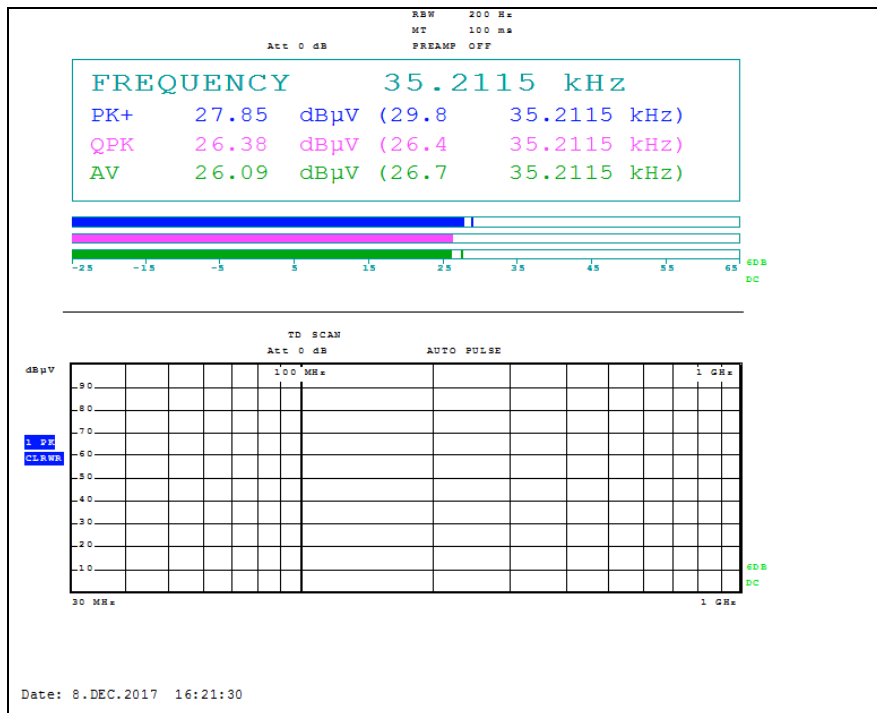 RBW 200 Hz
MT 100 ms
Att 0 dB PREAMP OFF
FREQUENCY 35.2115 kHz
PK+ 27.85 dBµV (29.8 35.2115 kHz)
QPK 26.38 dBµV (26.4 35.2115 kHz)
AV 26.09 dBµV (26.7 35.2115 kHz)
-25 -15 -5 5 15 25 35 45 55 65
6DB
DC
TD SCAN
Att 0 dB AUTO PULSE
dBµV 100 MHz 1 GHz
90
80
70
1 PK
60
CLRWR
50
40
30
20
10
6DB
DC
30 MHz 1 GHz
Date: 8.DEC.2017 16:21:30